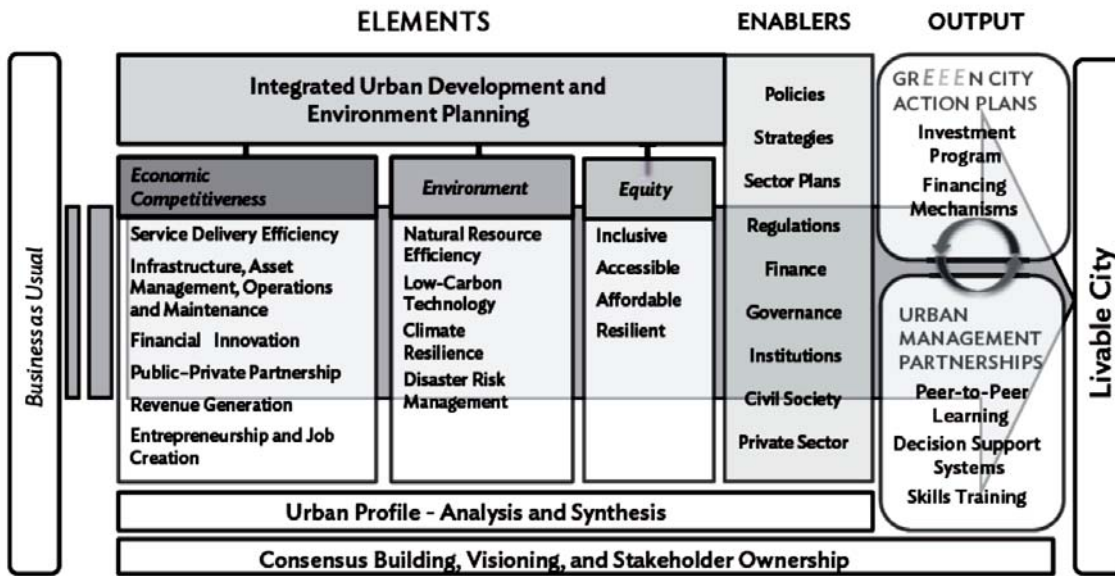 ELEMENTS
ENABLERS
OUTPUT
Business as Usual
Integrated Urban Development and
Environment Planning
Economic
Competitiveness
Service Delivery Efficiency
Infrastructure, Asset
Management, Operations
and Maintenance
Financial Innovation
Public–Private Partnership
Revenue Generation
Entrepreneurship and Job
Creation
Environment
Natural Resource
Efficiency
Low-Carbon
Technology
Climate
Resilience
Disaster Risk
Management
Equity
Inclusive
Accessible
Affordable
Resilient
Policies
Strategies
Sector Plans
Regulations
Finance
Governance
Institutions
Civil Society
Private Sector
GREEEN CITY
ACTION PLANS
Investment
Program
Financing
Mechanisms
URBAN
MANAGEMENT
PARTNERSHIPS
Peer-to-Peer
Learning
Decision Support
Systems
Skills Training
Livable City
Urban Profile - Analysis and Synthesis
Consensus Building, Visioning, and Stakeholder Ownership